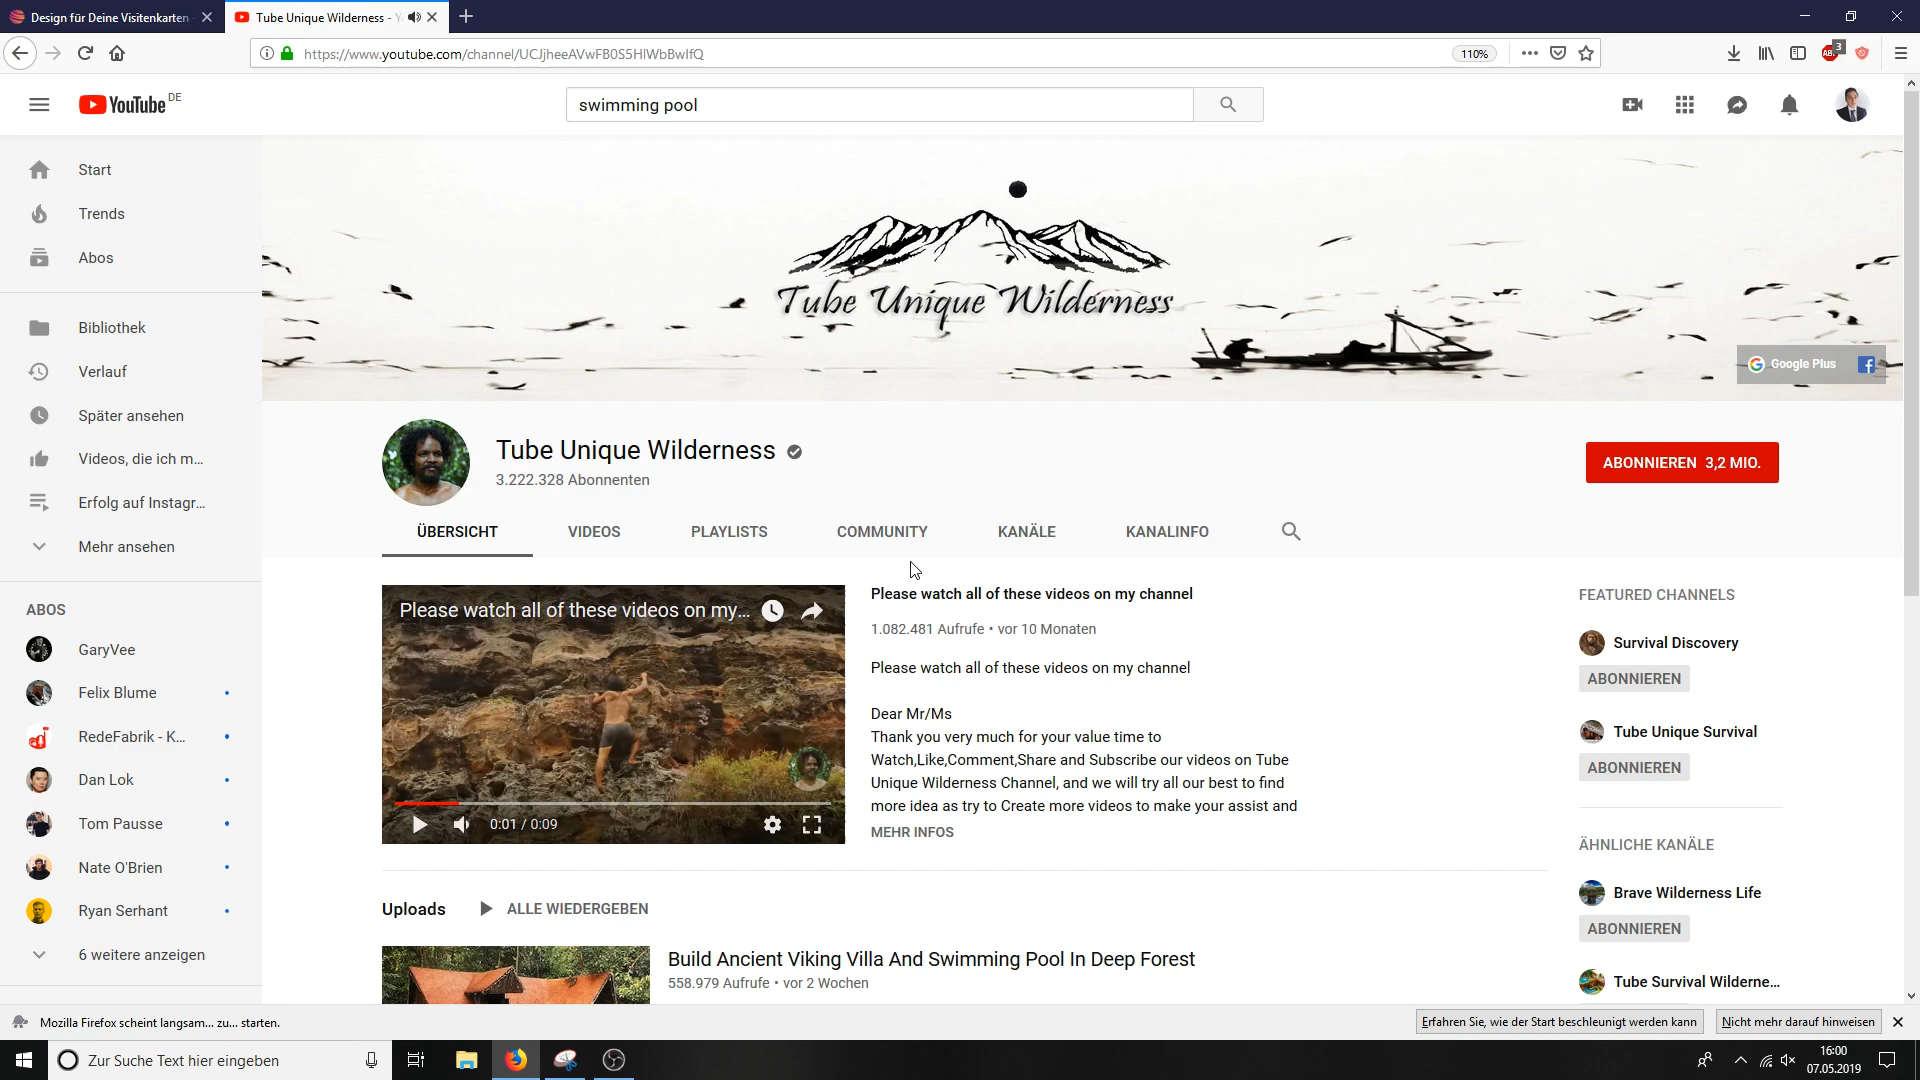 Design für Deine Visitenkarten
Tube Unique Wilderness - Y
https://www.youtube.com/channel/UCJjheeAVwFB0S5HlWbBwIfQ
110%
ABP
3
YouTube DE
swimming pool
Start
Trends
Abos
Bibliothek
Verlauf
Später ansehen
Videos, die ich m...
Erfolg auf Instagr...
Mehr ansehen
ABOS
GaryVee
Felix Blume
RedeFabrik - K...
Dan Lok
Tom Pausse
Nate O'Brien
Ryan Serhant
6 weitere anzeigen
Tube Unique Wilderness
Google Plus
Tube Unique Wilderness
3.222.328 Abonnenten
ABONNIEREN 3,2 MIO.
ÜBERSICHT
VIDEOS
PLAYLISTS
COMMUNITY
KANÄLE
KANALINFO
Please watch all of these videos on my...
0:01 / 0:09
Please watch all of these videos on my channel
1.082.481 Aufrufe • vor 10 Monaten
Please watch all of these videos on my channel
Dear Mr/Ms
Thank you very much for your value time to
Watch,Like,Comment,Share and Subscribe our videos on Tube
Unique Wilderness Channel, and we will try all our best to find
more idea as try to Create more videos to make your assist and
MEHR INFOS
FEATURED CHANNELS
Survival Discovery
ABONNIEREN
Tube Unique Survival
ABONNIEREN
ÄHNLICHE KANÄLE
Brave Wilderness Life
ABONNIEREN
Tube Survival Wilderne...
Uploads
ALLE WIEDERGEBEN
Build Ancient Viking Villa And Swimming Pool In Deep Forest
558.979 Aufrufe • vor 2 Wochen
Mozilla Firefox scheint langsam... zu... starten.
Erfahren Sie, wie der Start beschleunigt werden kann
Nicht mehr darauf hinweisen
Zur Suche Text hier eingeben
16:00
07.05.2019